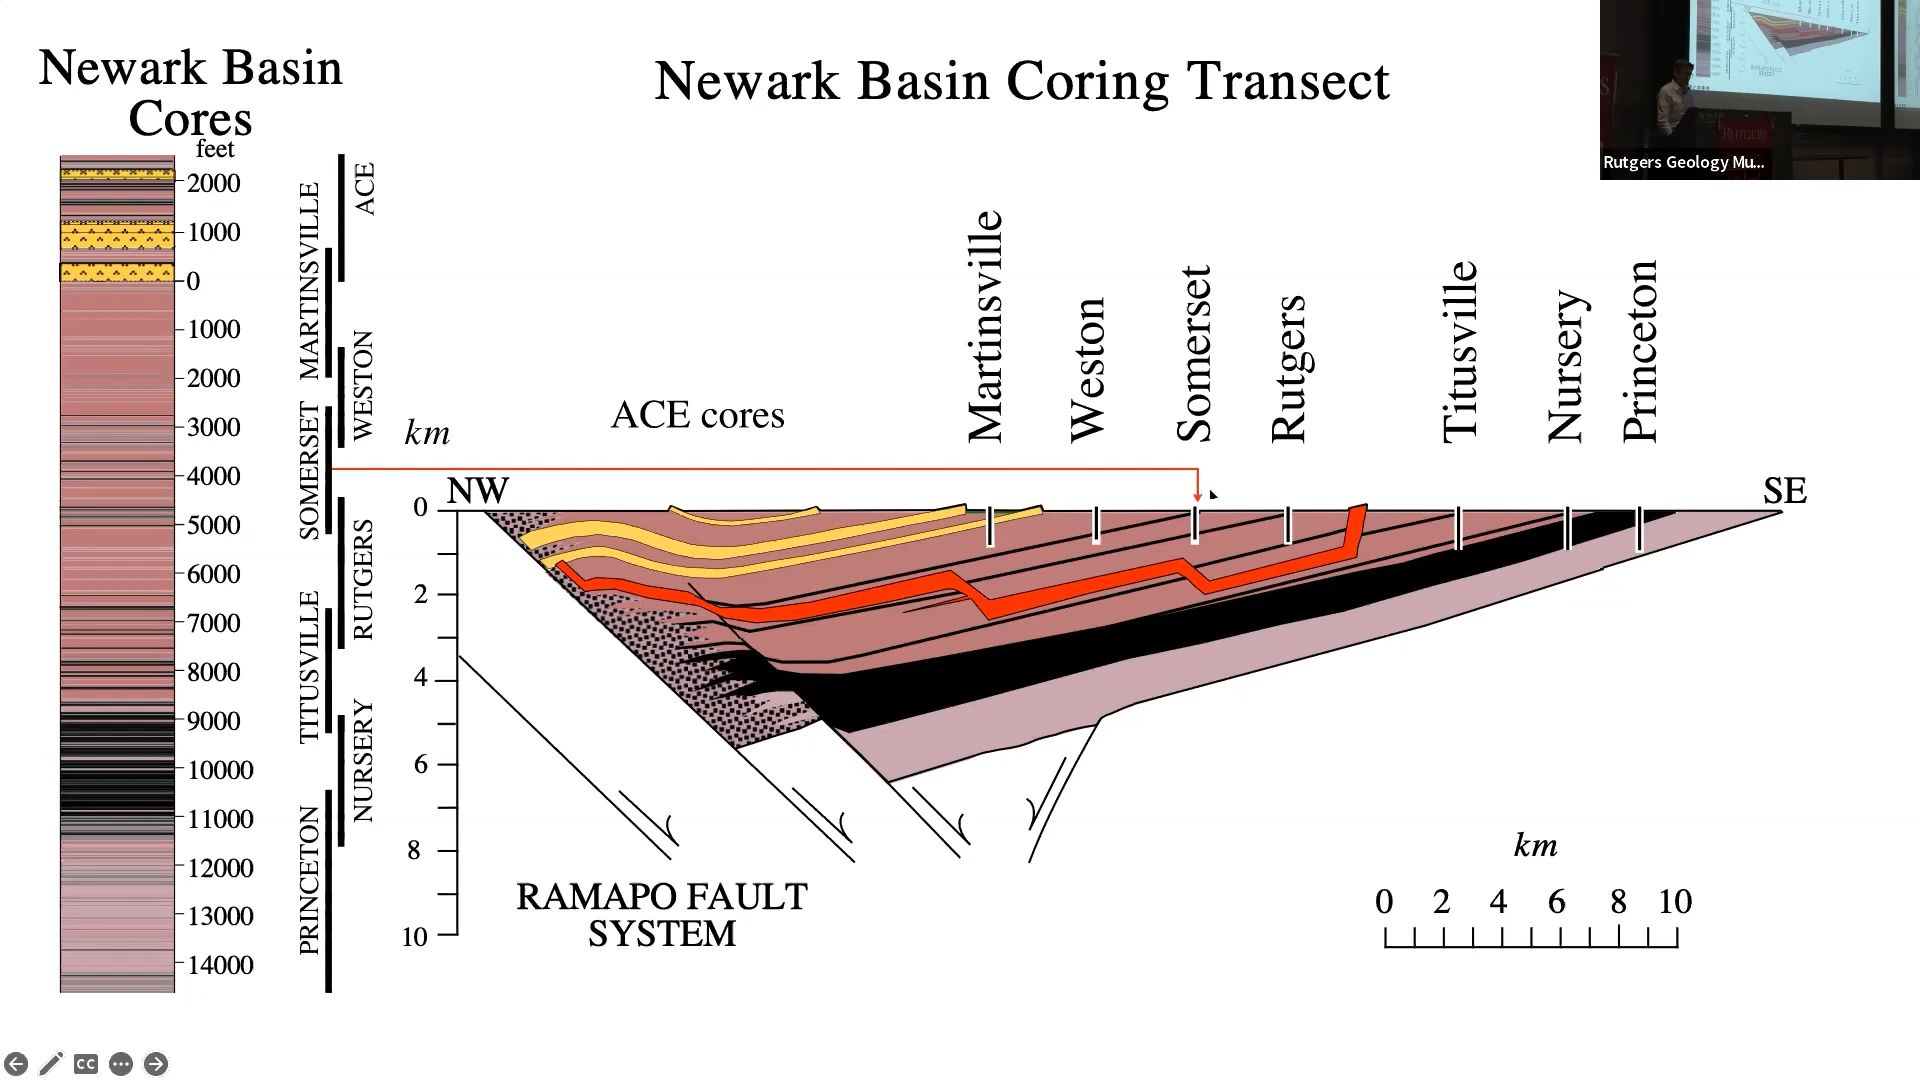 Newark Basin
Cores
feet
2000
1000
0
1000
2000
3000
4000
5000
6000
7000
8000
9000
10000
11000
12000
13000
14000
ACE
MARTINSVILLE
WESTON
SOMERSET
RUTGERS
TITUSVILLE
NURSERY
PRINCETON
Newark Basin Coring Transect
RUTGERS
Rutgers Geology Mu...
ACE cores
Martinsville
Weston
Somerset
Rutgers
Titusville
Nursery
Princeton
km
NW
SE
0
2
4
6
8
10
RAMAPO FAULT
SYSTEM
km
0 2 4 6 8 10
CC